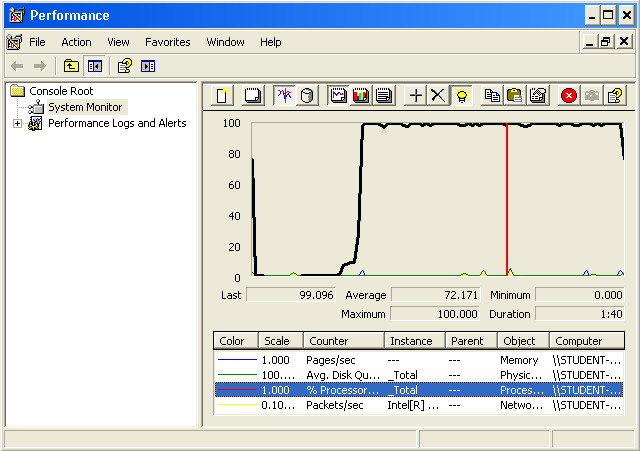 Performance
File Action View Favorites Window Help
Console Root
System Monitor
Performance Logs and Alerts
100
80
60
40
20
0
Last 99.096 Average 72.171 Minimum 0.000
Maximum 100.000 Duration 1:40
Color Scale Counter Instance Parent Object Computer
1.000 Pages/sec --- --- Memory \\STUDENT-...
100.... Avg. Disk Qu... _Total --- Physic... \\STUDENT-...
1.000 % Processor... _Total --- Proces... \\STUDENT-...
0.10... Packets/sec Intel[R] ... --- Netwo... \\STUDENT-...